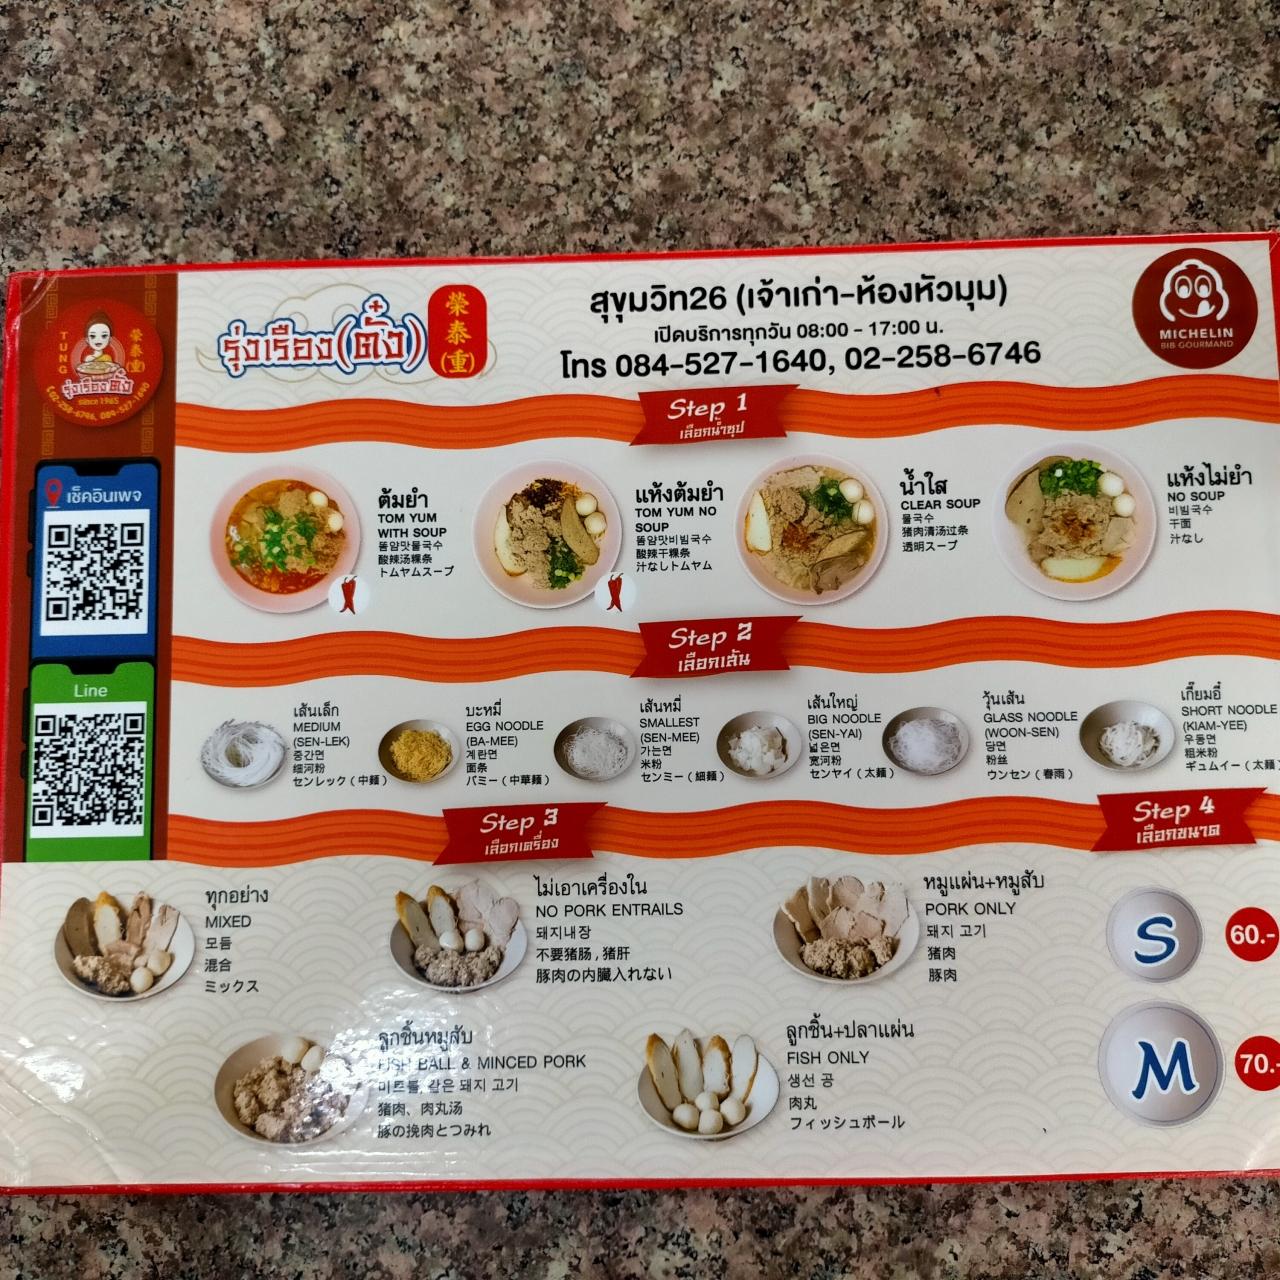 รุ่งเรือง(ตั๋ง)
榮泰(重)
สุขุมวิท26 (เจ้าเก่า-ห้องหัวมุม)
เปิดบริการทุกวัน 08:00 - 17:00 น.
โทร 084-527-1640, 02-258-6746
MICHELIN
BIB GOURMAND
TUNG
榮泰(重)
รุ่งเรืองตั๋ง
since 1965
02-258-6746, 084-527-1640
เช็คอินเพจ
Line
Step 1
เลือกน้ำซุป
ต้มยำ
TOM YUM
WITH SOUP
똠얌맛물국수
酸辣汤粿条
トムヤムスープ
แห้งต้มยำ
TOM YUM NO
SOUP
똠얌맛비빔국수
酸辣干粿条
汁なしトムヤム
น้ำใส
CLEAR SOUP
물국수
猪肉清汤过条
透明スープ
แห้งไม่ยำ
NO SOUP
비빔국수
干面
汁なし
Step 2
เลือกเส้น
เส้นเล็ก
MEDIUM
(SEN-LEK)
중간면
细河粉
センレック ( 中麺 )
บะหมี่
EGG NOODLE
(BA-MEE)
계란면
面条
バミー ( 中華麺 )
เส้นหมี่
SMALLEST
(SEN-MEE)
가는면
米粉
センミー ( 細麺 )
เส้นใหญ่
BIG NOODLE
(SEN-YAI)
넓은면
宽河粉
センヤイ ( 太麺 )
วุ้นเส้น
GLASS NOODLE
(WOON-SEN)
당면
粉丝
ウンセン ( 春雨 )
เกี๊ยมอี๋
SHORT NOODLE
(KIAM-YEE)
우동면
粗米粉
ギュムイー ( 太麺 )
Step 3
เลือกเครื่อง
ทุกอย่าง
MIXED
모듬
混合
ミックス
ไม่เอาเครื่องใน
NO PORK ENTRAILS
돼지내장
不要猪肠 , 猪肝
豚肉の内臓入れない
หมูแผ่น+หมูสับ
PORK ONLY
돼지 고기
猪肉
豚肉
ลูกชิ้นหมูสับ
FISH BALL & MINCED PORK
미트볼, 갈은 돼지 고기
猪肉、肉丸汤
豚の挽肉とつみれ
ลูกชิ้น+ปลาแผ่น
FISH ONLY
생선 공
肉丸
フィッシュボール
Step 4
เลือกขนาด
S
60.-
M
70.-